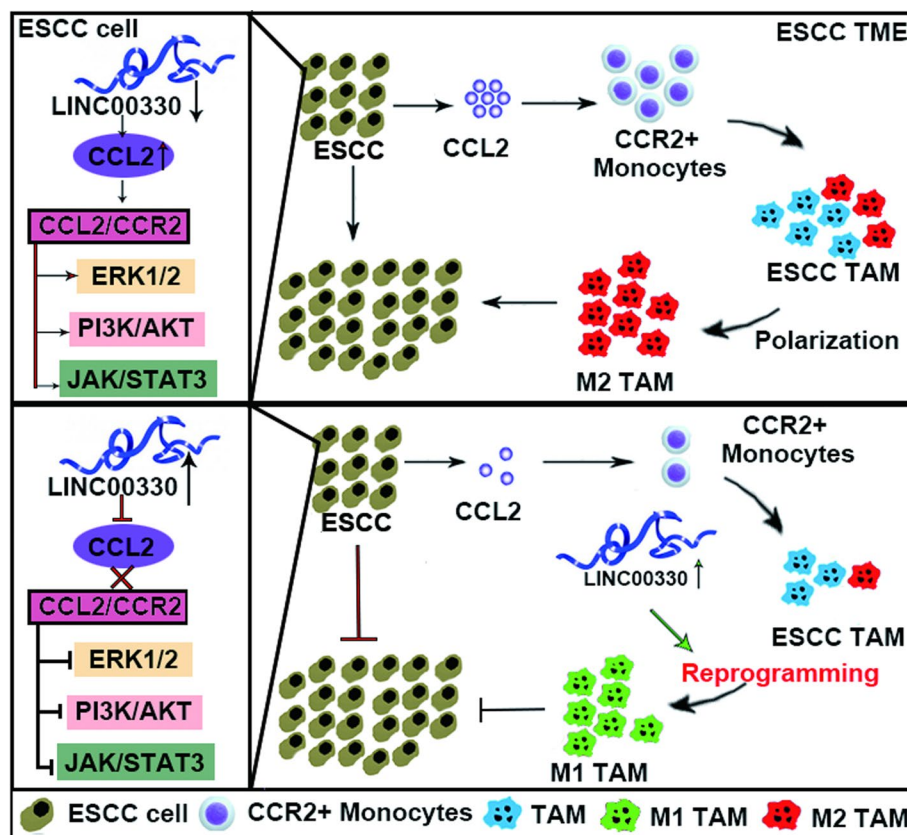 ESCC cell
LINC00330
CCL2
CCL2/CCR2
ERK1/2
PI3K/AKT
JAK/STAT3
ESCC TME
ESCC
CCL2
CCR2+
Monocytes
ESCC TAM
Polarization
M2 TAM
LINC00330
CCL2
CCL2/CCR2
ERK1/2
PI3K/AKT
JAK/STAT3
ESCC
CCL2
CCR2+
Monocytes
LINC00330
ESCC TAM
Reprogramming
M1 TAM
ESCC cell CCR2+ Monocytes TAM M1 TAM M2 TAM